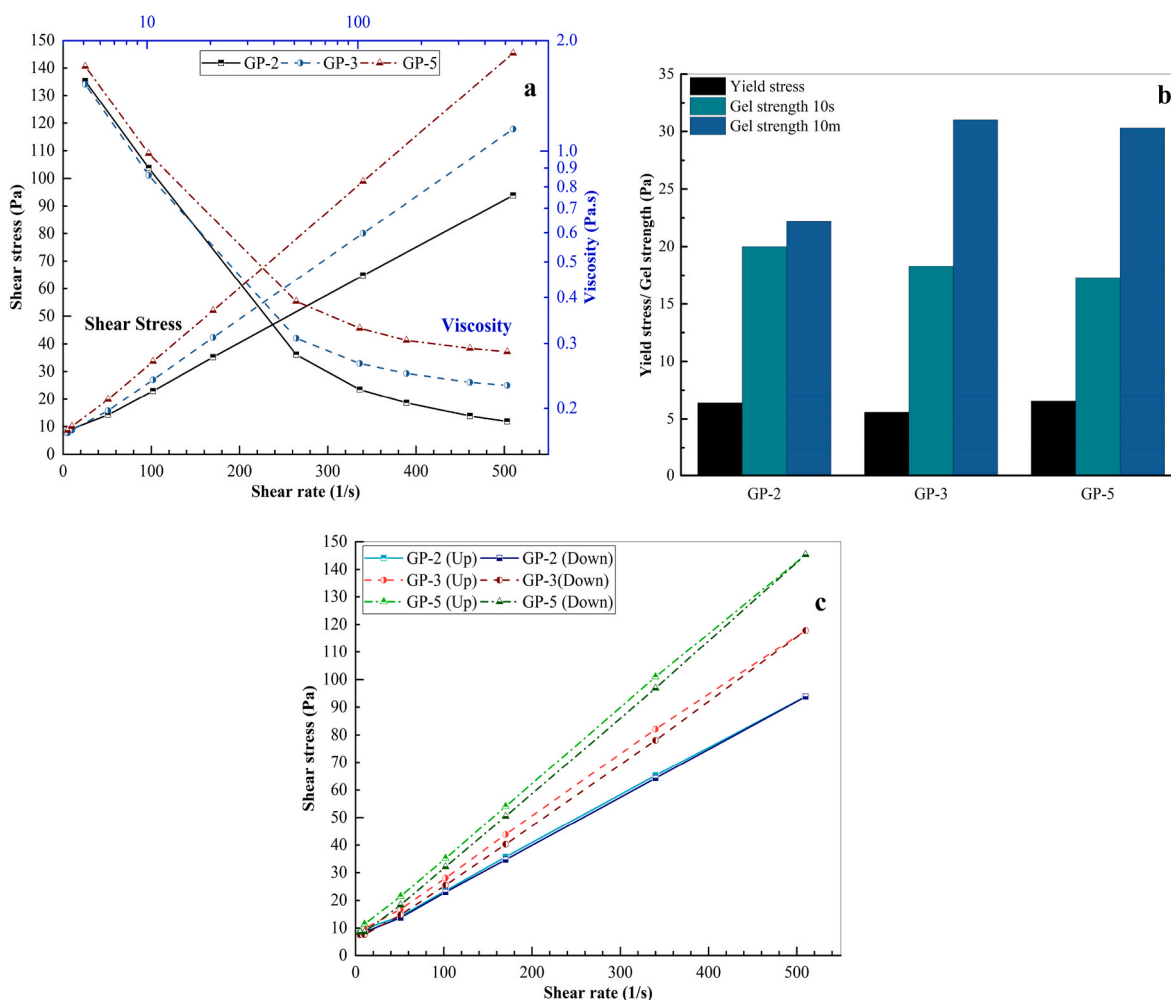 10 100
150
140
130
120
110
100
90
80
70
60
50
40
30
20
10
0
Shear stress (Pa)
GP-2 GP-3 GP-5
a
Shear Stress
Viscosity
2.0
1.0
0.9
0.8
0.7
0.6
0.5
0.4
0.3
0.2
Viscosity (Pa.s)
0 100 200 300 400 500
Shear rate (1/s)
35
30
25
20
15
10
5
0
Yield stress/ Gel strength (Pa)
Yield stress
Gel strength 10s
Gel strength 10m
b
GP-2 GP-3 GP-5
150
140
130
120
110
100
90
80
70
60
50
40
30
20
10
0
Shear stress (Pa)
GP-2 (Up) GP-2 (Down)
GP-3 (Up) GP-3(Down)
GP-5 (Up) GP-5 (Down)
c
0 100 200 300 400 500
Shear rate (1/s)